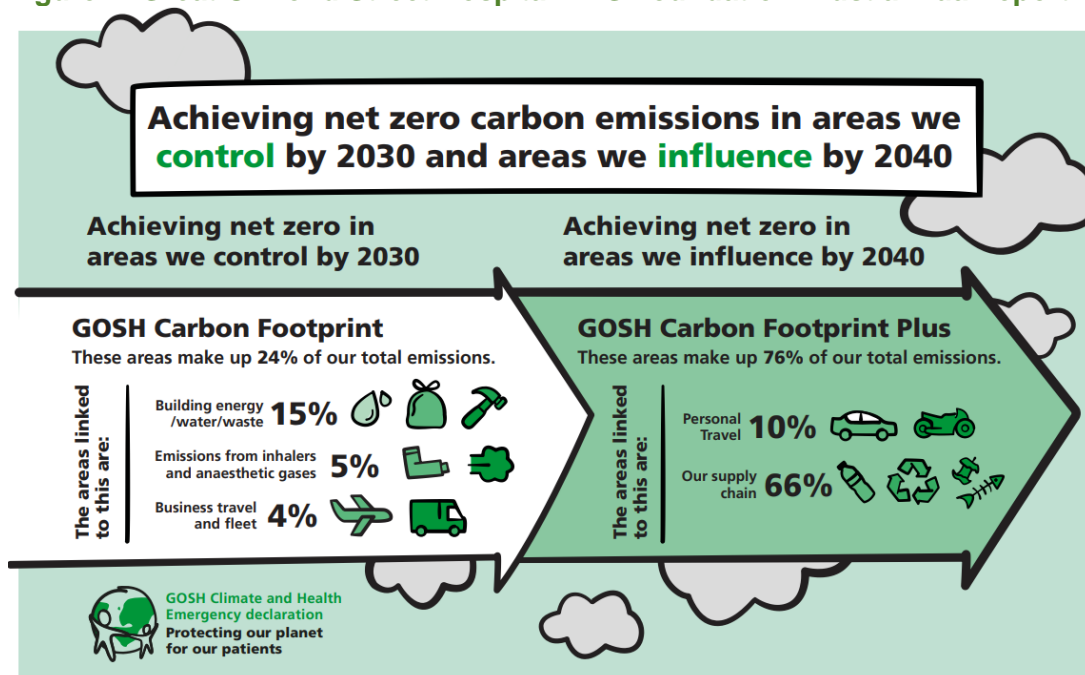 Achieving net zero carbon emissions in areas we
control by 2030 and areas we influence by 2040
Achieving net zero in
areas we control by 2030
Achieving net zero in
areas we influence by 2040
GOSH Carbon Footprint
These areas make up 24% of our total emissions.
The areas linked
to this are:
Building energy
/water/waste 15%
Emissions from inhalers
and anaesthetic gases 5%
Business travel
and fleet 4%
GOSH Carbon Footprint Plus
These areas make up 76% of our total emissions.
The areas linked
to this are:
Personal
Travel 10%
Our supply
chain 66%
GOSH Climate and Health
Emergency declaration
Protecting our planet
for our patients